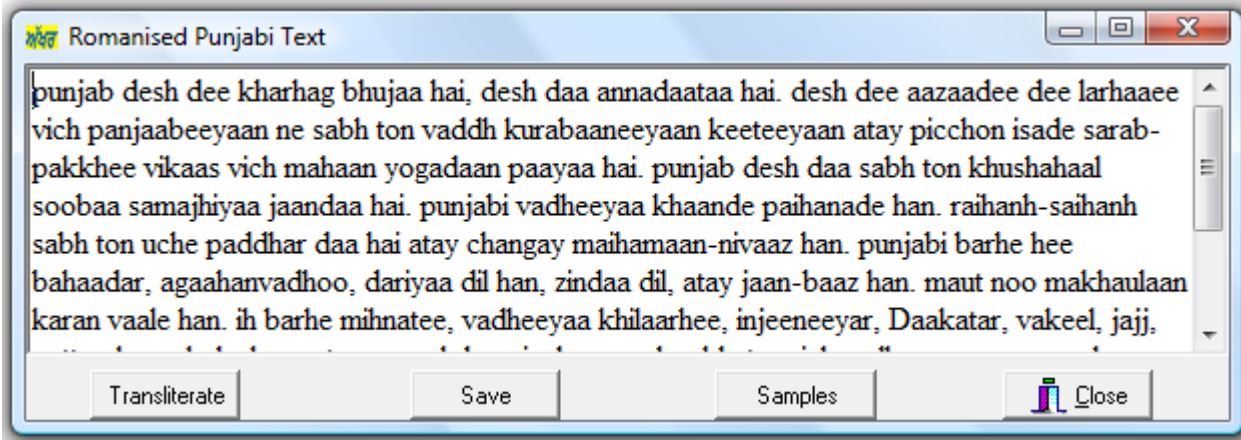 ਅੱਖਰ Romanised Punjabi Text
punjab desh dee kharhag bhujaa hai, desh daa annadaataa hai. desh dee aazaadee dee larhaaee
vich panjaabeeyaan ne sabh ton vaddh kurabaaneeyaan keeteeyaan atay picchon isade sarab-
pakkhee vikaas vich mahaan yogadaan paayaa hai. punjab desh daa sabh ton khushahaal
soobaa samajhiyaa jaandaa hai. punjabi vadheeyaa khaande paihanade han. raihanh-saihanh
sabh ton uche paddhar daa hai atay changay maihamaan-nivaaz han. punjabi barhe hee
bahaadar, agaahanvadhoo, dariyaa dil han, zindaa dil, atay jaan-baaz han. maut noo makhaulaan
karan vaale han. ih barhe mihnatee, vadheeyaa khilaarhee, injeeneeyar, Daakatar, vakeel, jajj,
Transliterate Save Samples Close